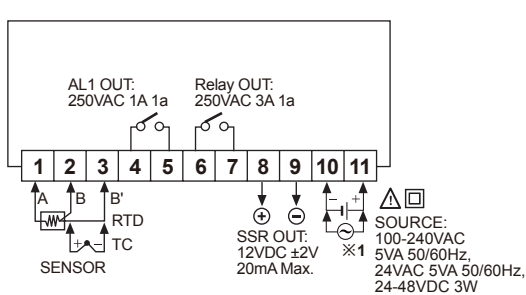 AL1 OUT:
250VAC 1A 1a
Relay OUT:
250VAC 3A 1a
1 2 3 4 5 6 7 8 9 10 11
A B B'
RTD
+ − TC
SENSOR
+ −
SSR OUT:
12VDC ±2V
20mA Max.
− +
※1
SOURCE:
100-240VAC
5VA 50/60Hz,
24VAC 5VA 50/60Hz,
24-48VDC 3W